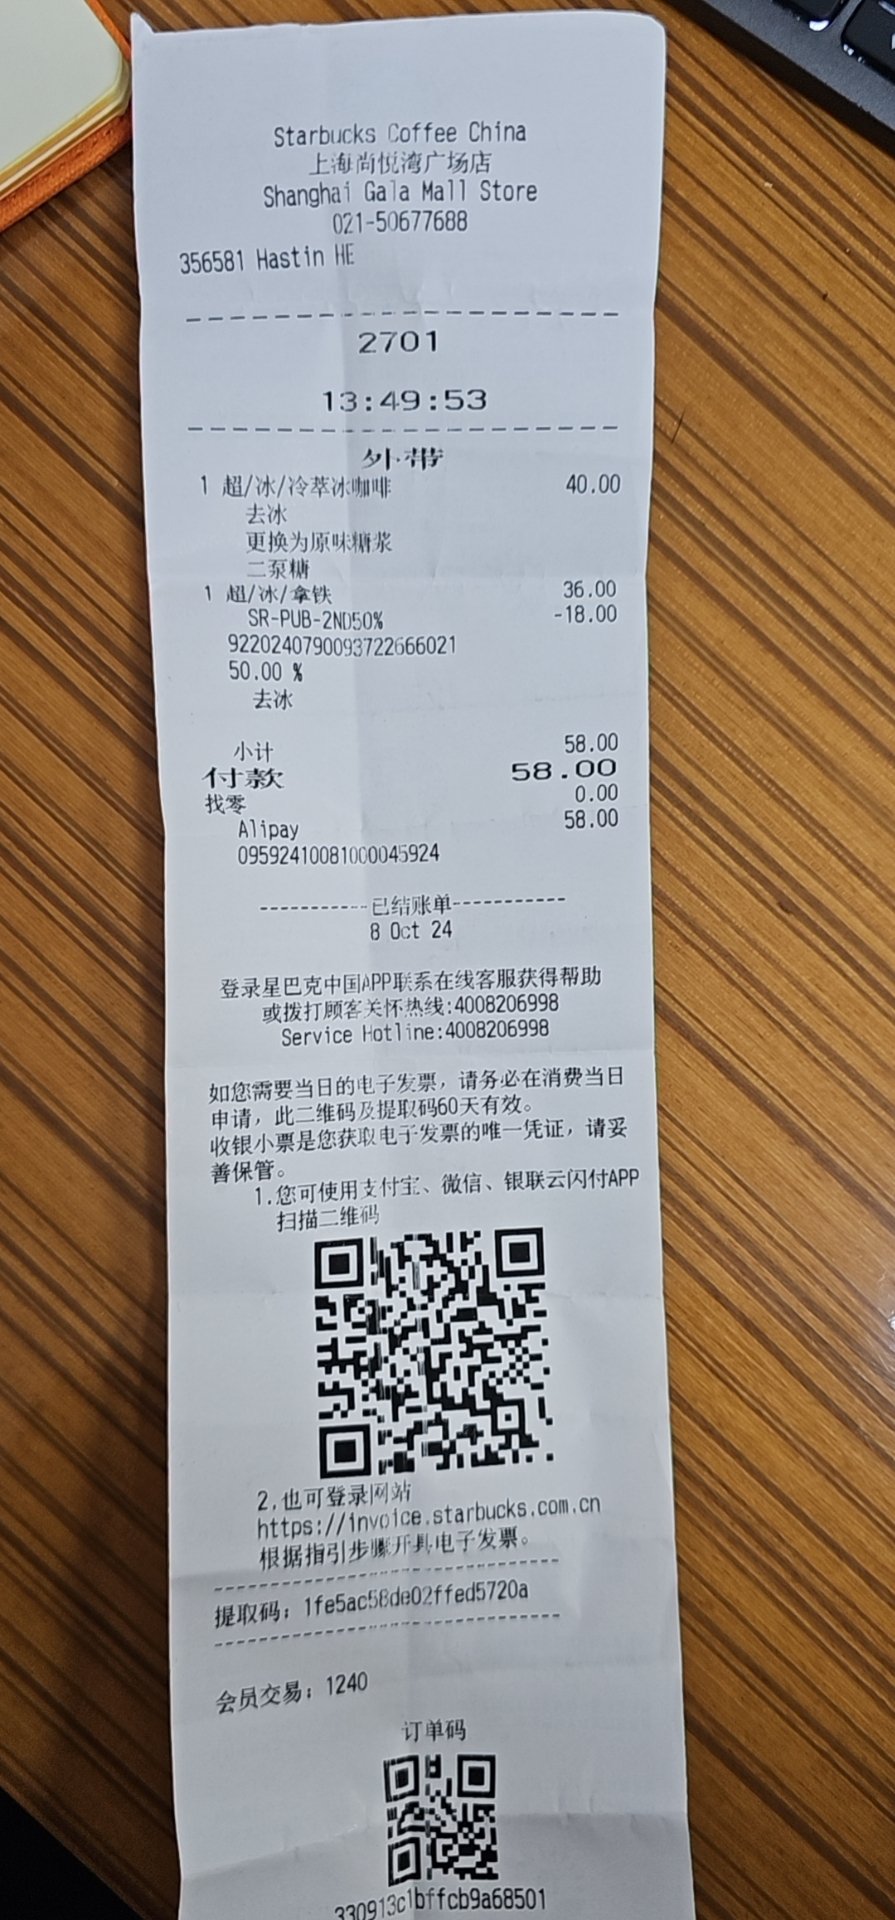 Starbucks Coffee China
上海尚悦湾广场店
Shanghai Gala Mall Store
021-50677688
356581 Hastin HE
2701
13:49:53
外带
1 超/冰/冷萃冰咖啡 40.00
去冰
更换为原味糖浆
二泵糖
1 超/冰/拿铁 36.00
SR-PUB-2ND50% -18.00
9220240790093722666021
50.00 %
去冰
小计 58.00
付款 58.00
找零 0.00
Alipay 58.00
09592410081000045924
-----------已结账单-----------
8 Oct 24
登录星巴克中国APP联系在线客服获得帮助
或拨打顾客关怀热线:4008206998
Service Hotline:4008206998
如您需要当日的电子发票，请务必在消费当日
申请，此二维码及提取码60天有效。
收银小票是您获取电子发票的唯一凭证，请妥
善保管。
1.您可使用支付宝、微信、银联云闪付APP
扫描二维码
2.也可登录网站
https://invoice.starbucks.com.cn
根据指引步骤开具电子发票。
提取码：1fe5ac58de02ffed5720a
会员交易：1240
订单码
330913c1bffcb9a68501